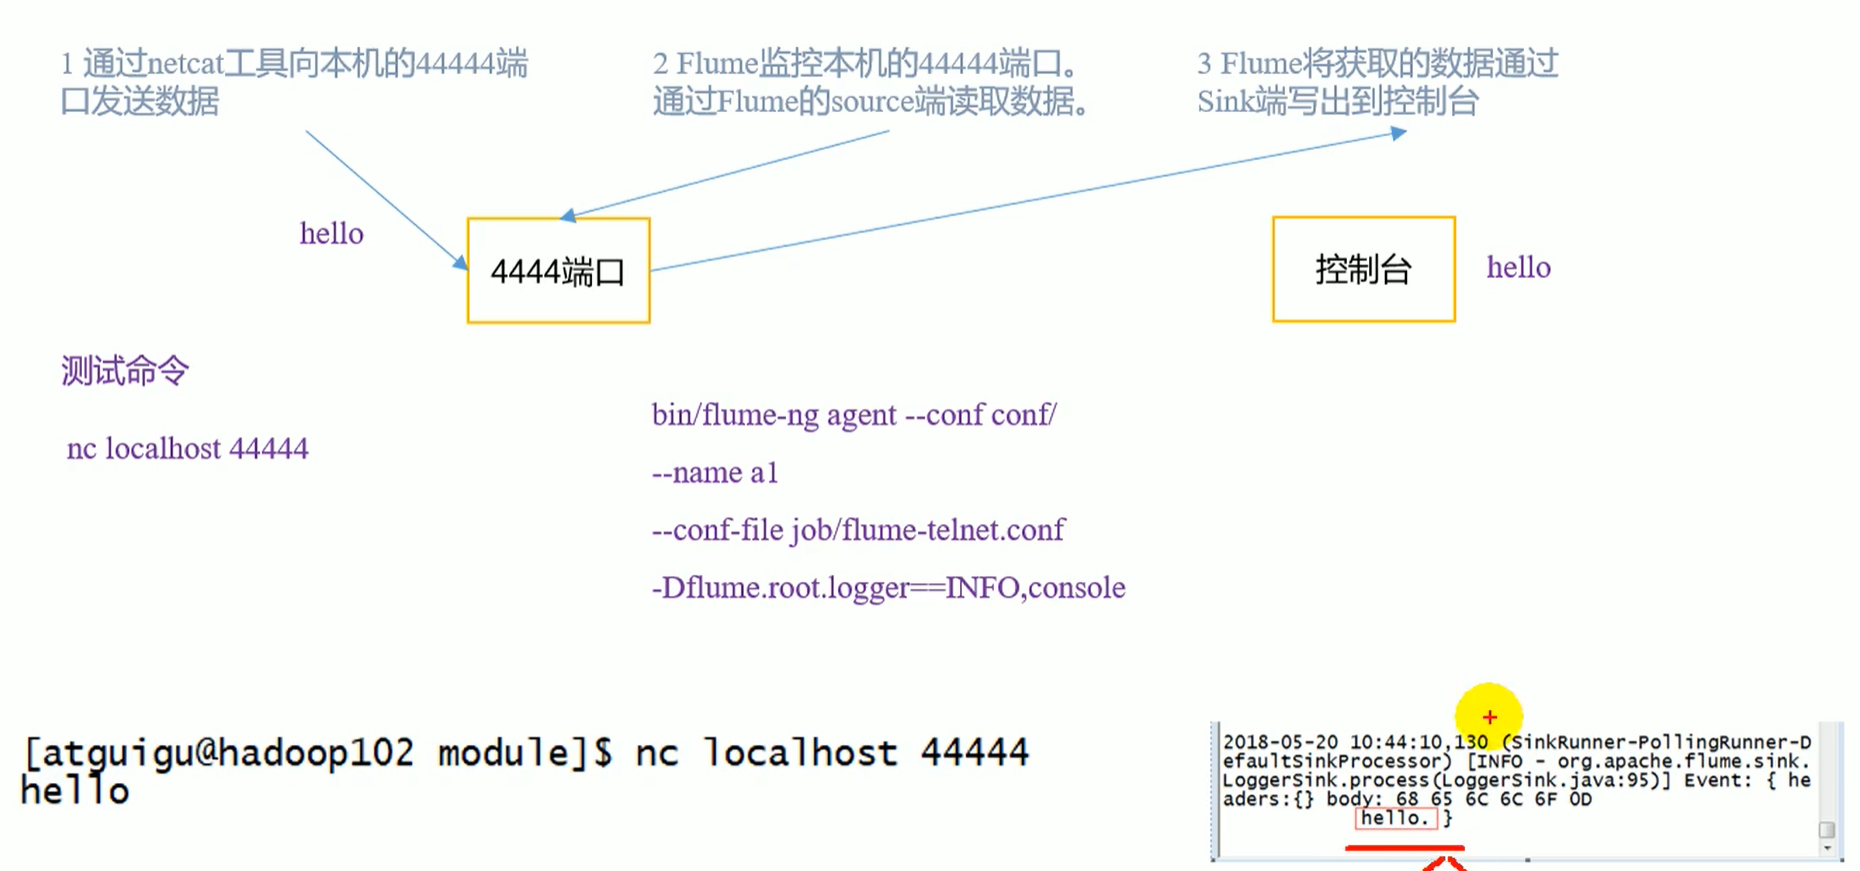 1 通过netcat工具向本机的44444端
口发送数据
2 Flume监控本机的44444端口。
通过Flume的source端读取数据。
3 Flume将获取的数据通过
Sink端写出到控制台
hello
4444端口
控制台
hello
测试命令
nc localhost 44444
bin/flume-ng agent --conf conf/
--name a1
--conf-file job/flume-telnet.conf
-Dflume.root.logger==INFO,console
[atguigu@hadoop102 module]$ nc localhost 44444
hello
2018-05-20 10:44:10,130 (SinkRunner-PollingRunner-D
efaultSinkProcessor) [INFO - org.apache.flume.sink.
LoggerSink.process(LoggerSink.java:95)] Event: { he
aders:{} body: 68 65 6C 6C 6F 0D
hello. }